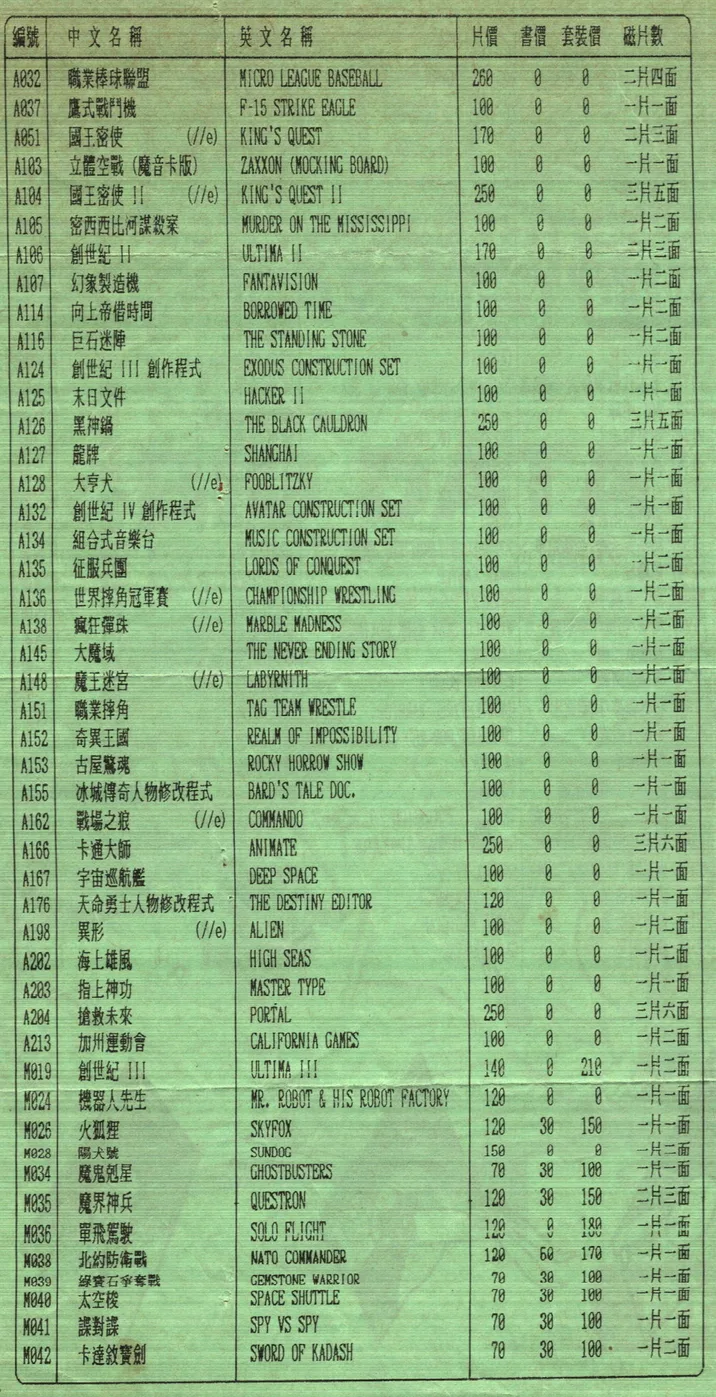 編號 中文名稱 英文名稱 片價 書價 套裝價 磁片數
A032 職業棒球聯盟 MICRO LEAGUE BASEBALL 260 0 0 二片四面
A037 鷹式戰鬥機 F-15 STRIKE EAGLE 100 0 0 一片一面
A051 國王密使 (//e) KING'S QUEST 170 0 0 二片三面
A103 立體空戰 (魔音卡版) ZAXXON (MOCKING BOARD) 100 0 0 一片一面
A104 國王密使 II (//e) KING'S QUEST II 250 0 0 三片五面
A105 密西西比河謀殺案 MURDER ON THE MISSISSIPPI 100 0 0 一片二面
A106 創世紀 II ULTIMA II 170 0 0 二片三面
A107 幻象製造機 FANTAVISION 100 0 0 一片二面
A114 向上帝借時間 BORROWED TIME 100 0 0 一片二面
A116 巨石迷陣 THE STANDING STONE 100 0 0 一片二面
A124 創世紀 III 創作程式 EXODUS CONSTRUCTION SET 100 0 0 一片一面
A125 末日文件 HACKER II 100 0 0 一片一面
A126 黑神鍋 THE BLACK CAULDRON 250 0 0 三片五面
A127 龍牌 SHANGHAI 100 0 0 一片一面
A128 大亨犬 (//e) FOOBLITZKY 100 0 0 一片一面
A132 創世紀 IV 創作程式 AVATAR CONSTRUCTION SET 100 0 0 一片一面
A134 組合式音樂台 MUSIC CONSTRUCTION SET 100 0 0 一片一面
A135 征服兵團 LORDS OF CONQUEST 100 0 0 一片二面
A136 世界摔角冠軍賽 (//e) CHAMPIONSHIP WRESTLING 100 0 0 一片二面
A138 瘋狂彈珠 (//e) MARBLE MADNESS 100 0 0 一片二面
A145 大魔域 THE NEVER ENDING STORY 100 0 0 一片一面
A148 魔王迷宮 (//e) LABYRNITH 100 0 0 一片二面
A151 職業摔角 TAG TEAM WRESTLE 100 0 0 一片一面
A152 奇異王國 REALM OF IMPOSSIBILITY 100 0 0 一片一面
A153 古屋驚魂 ROCKY HORROW SHOW 100 0 0 一片一面
A155 冰城傳奇人物修改程式 BARD'S TALE DOC. 100 0 0 一片一面
A162 戰場之狼 (//e) COMMANDO 100 0 0 一片一面
A166 卡通大師 ANIMATE 250 0 0 三片六面
A167 宇宙巡航艦 DEEP SPACE 100 0 0 一片一面
A176 天命勇士人物修改程式 THE DESTINY EDITOR 120 0 0 一片一面
A198 異形 (//e) ALIEN 100 0 0 一片二面
A202 海上雄風 HIGH SEAS 100 0 0 一片二面
A203 指上神功 MASTER TYPE 100 0 0 一片一面
A204 搶救未來 PORTAL 250 0 0 三片六面
A213 加州運動會 CALIFORNIA GAMES 100 0 0 一片二面
M019 創世紀 III ULTIMA III 140 0 210 一片二面
M024 機器人先生 MR. ROBOT & HIS ROBOT FACTORY 120 0 0 一片一面
M026 火狐狸 SKYFOX 120 30 150 一片一面
M028 陽犬號 SUNDOG 150 0 0 一片二面
M034 魔鬼剋星 GHOSTBUSTERS 70 30 100 一片一面
M035 魔界神兵 QUESTRON 120 30 150 二片三面
M036 單飛駕駛 SOLO FLIGHT 120 0 180 一片一面
M038 北約防衛戰 NATO COMMANDER 120 50 170 一片一面
M039 綠寶石爭奪戰 GEMSTONE WARRIOR 70 30 100 一片一面
M040 太空梭 SPACE SHUTTLE 70 30 100 一片一面
M041 諜對諜 SPY VS SPY 70 30 100 一片一面
M042 卡達敘寶劍 SWORD OF KADASH 70 30 100 一片二面